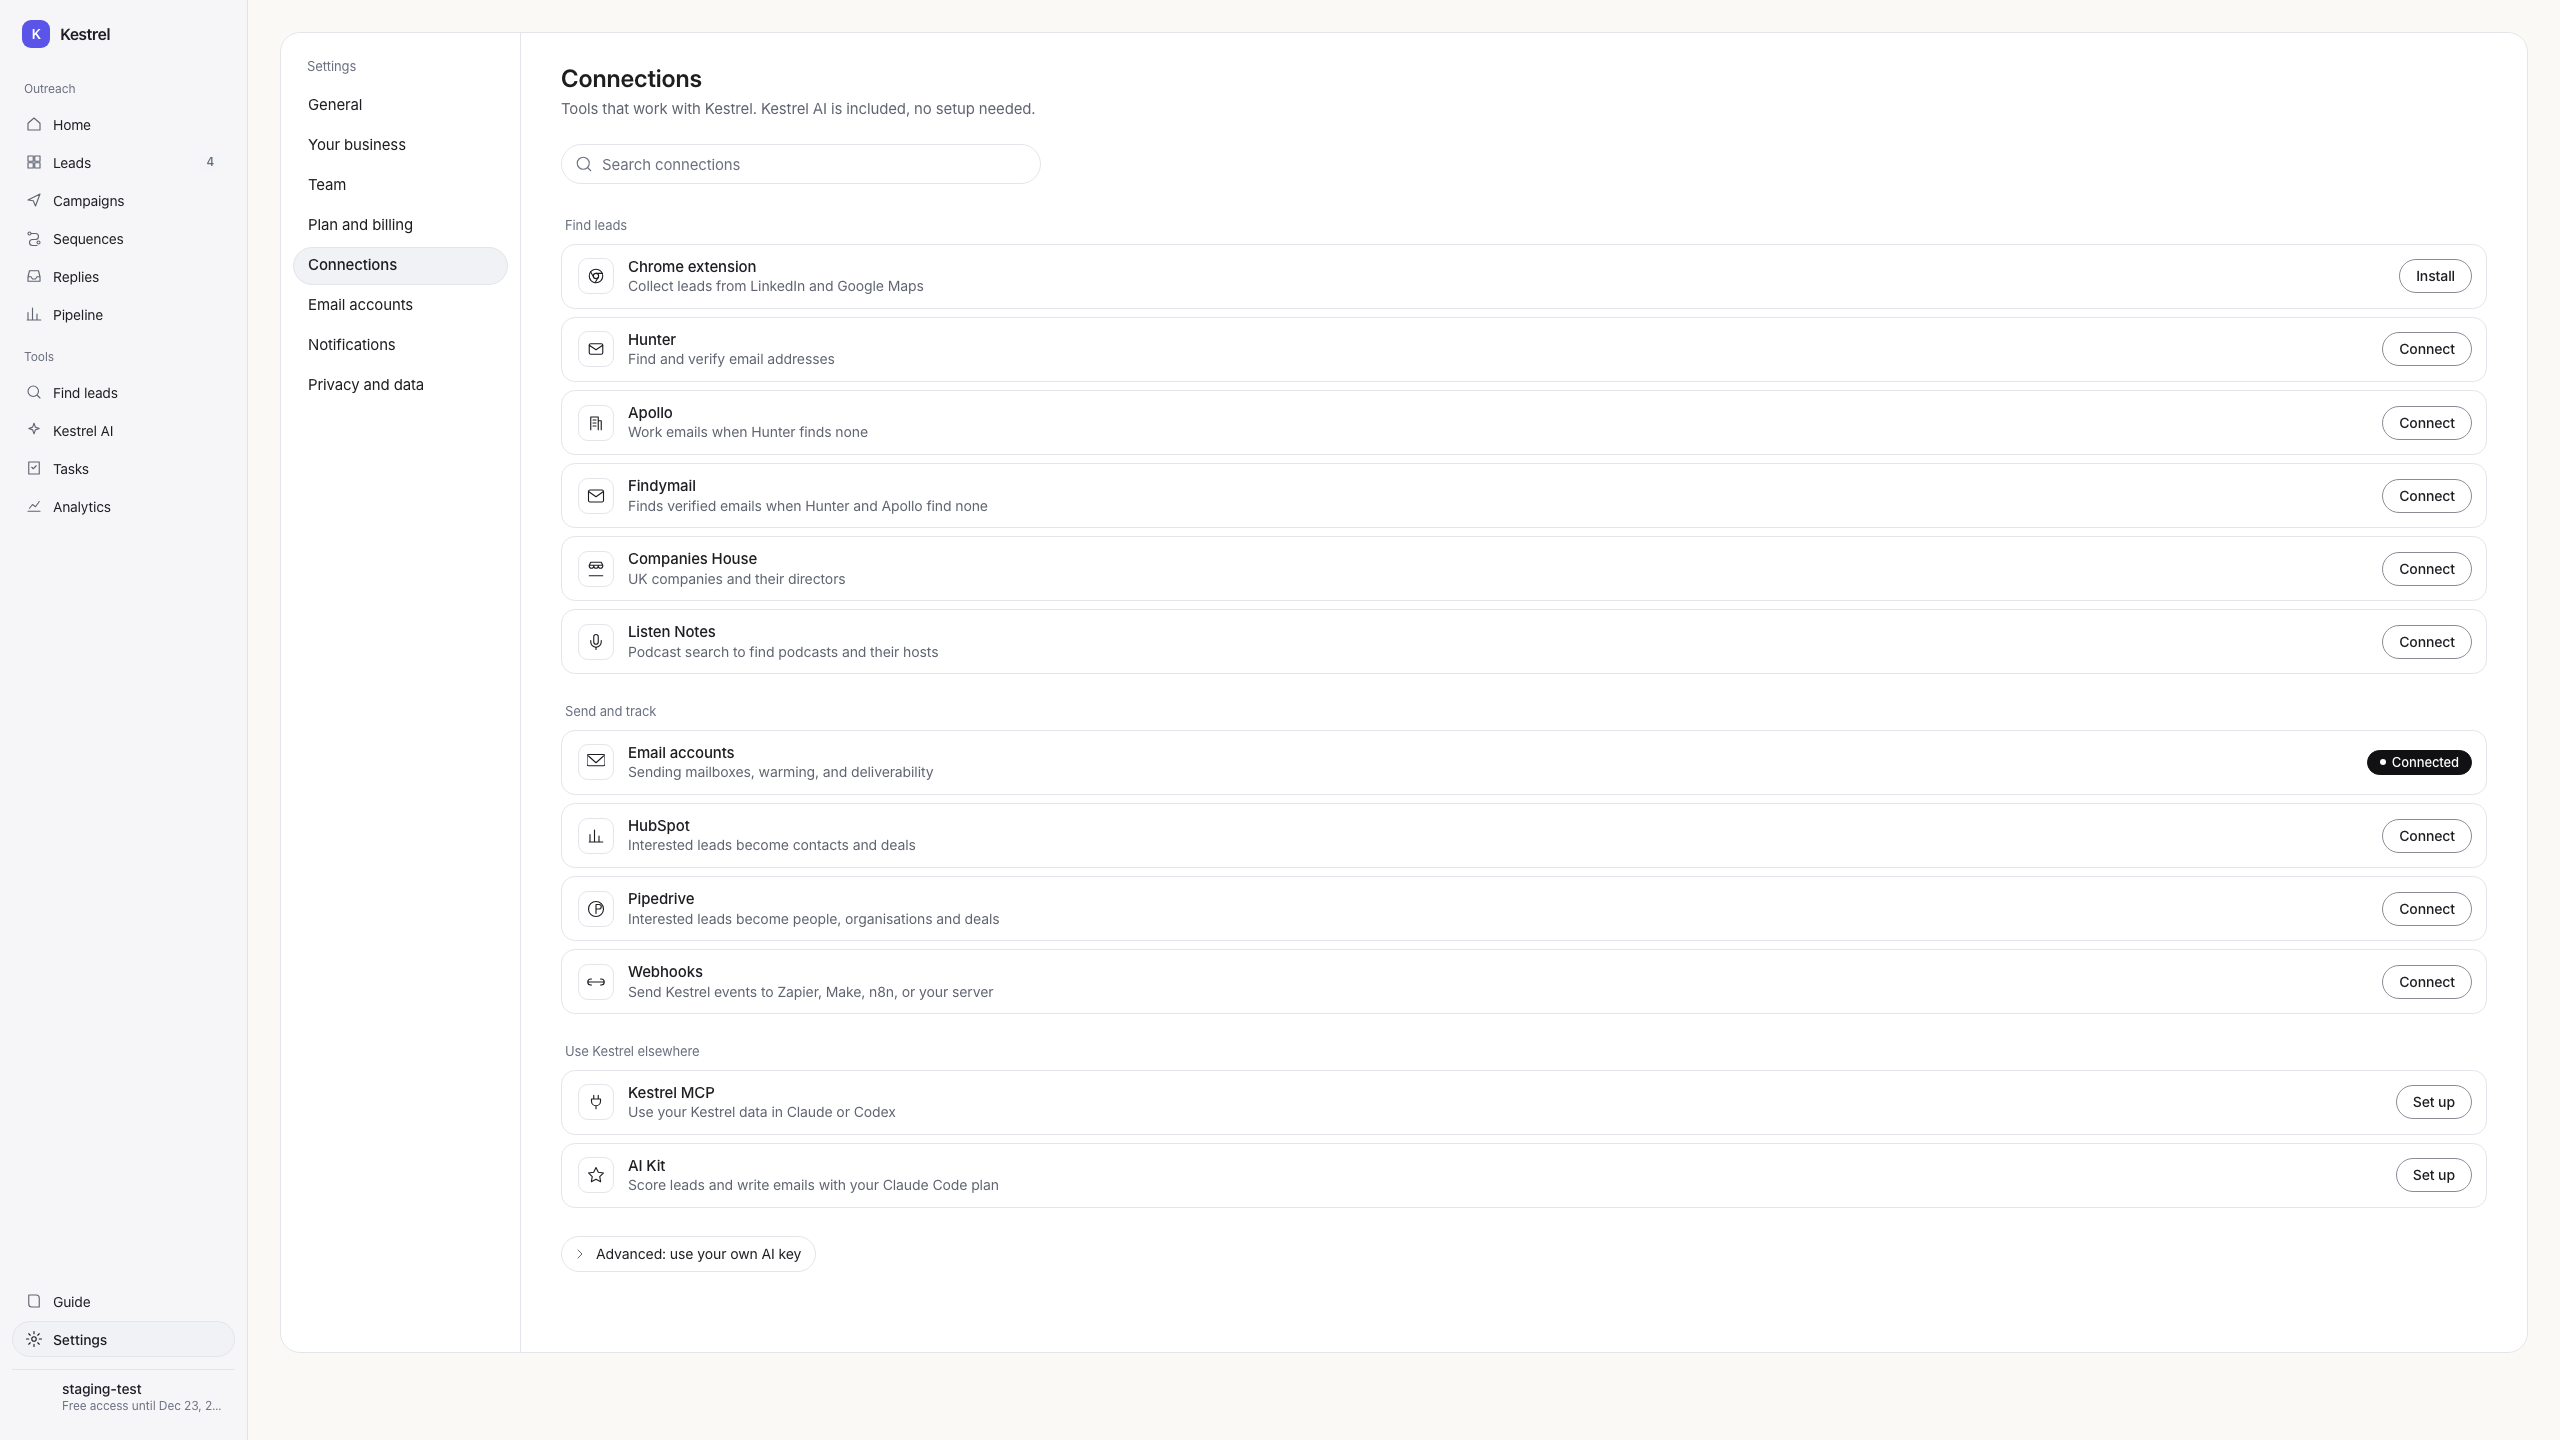 K
Kestrel
Outreach
Home
Leads
4
Campaigns
Sequences
Replies
Pipeline
Tools
Find leads
Kestrel AI
Tasks
Analytics
Guide
Settings
staging-test
Free access until Dec 23, 2...
Settings
General
Your business
Team
Plan and billing
Connections
Email accounts
Notifications
Privacy and data
Connections
Tools that work with Kestrel. Kestrel AI is included, no setup needed.
Search connections
Find leads
Chrome extension
Collect leads from LinkedIn and Google Maps
Install
Hunter
Find and verify email addresses
Connect
Apollo
Work emails when Hunter finds none
Connect
Findymail
Finds verified emails when Hunter and Apollo find none
Connect
Companies House
UK companies and their directors
Connect
Listen Notes
Podcast search to find podcasts and their hosts
Connect
Send and track
Email accounts
Sending mailboxes, warming, and deliverability
Connected
HubSpot
Interested leads become contacts and deals
Connect
Pipedrive
Interested leads become people, organisations and deals
Connect
Webhooks
Send Kestrel events to Zapier, Make, n8n, or your server
Connect
Use Kestrel elsewhere
Kestrel MCP
Use your Kestrel data in Claude or Codex
Set up
AI Kit
Score leads and write emails with your Claude Code plan
Set up
Advanced: use your own AI key